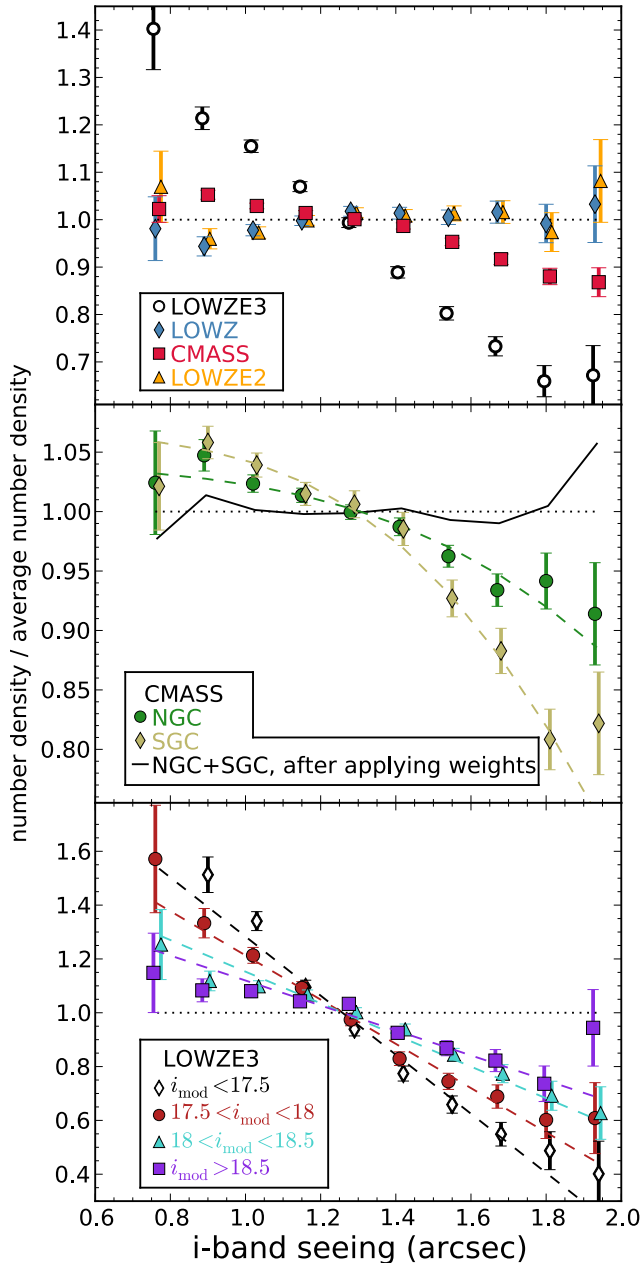 number density / average number density
1.4
1.3
1.2
1.1
1.0
0.9
0.8
0.7
LOWZE3
LOWZ
CMASS
LOWZE2
1.05
1.00
0.95
0.90
0.85
0.80
CMASS
NGC
SGC
NGC+SGC, after applying weights
1.6
1.4
1.2
1.0
0.8
0.6
0.4
LOWZE3
i_mod <17.5
17.5 < i_mod <18
18 < i_mod <18.5
i_mod >18.5
0.6 0.8 1.0 1.2 1.4 1.6 1.8 2.0
i-band seeing (arcsec)